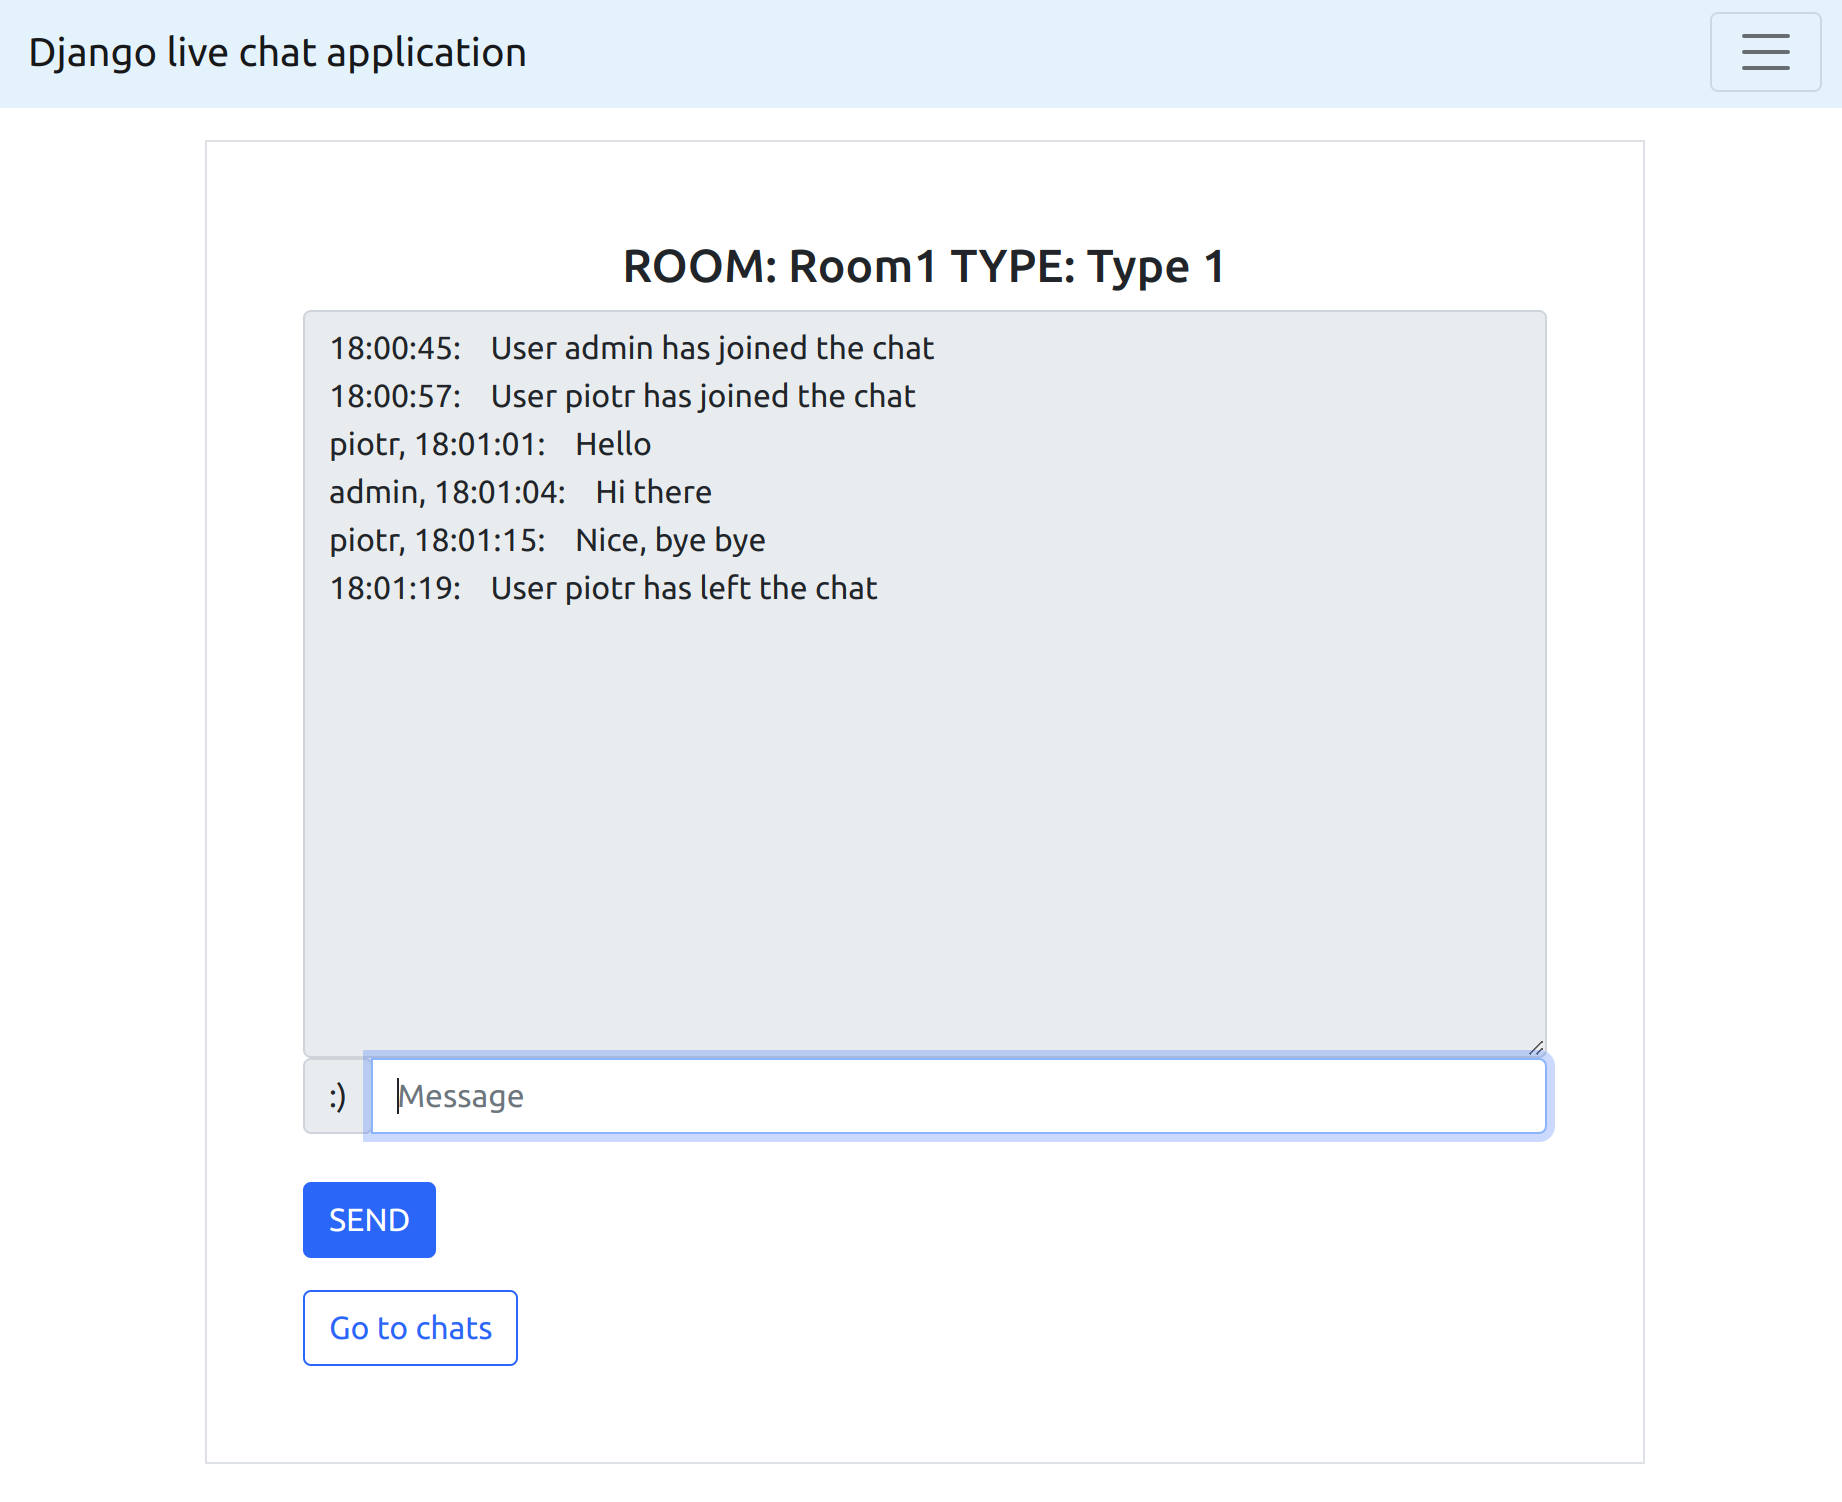 Django live chat application
ROOM: Room1 TYPE: Type 1
18:00:45: User admin has joined the chat
18:00:57: User piotr has joined the chat
piotr, 18:01:01: Hello
admin, 18:01:04: Hi there
piotr, 18:01:15: Nice, bye bye
18:01:19: User piotr has left the chat
:) Message
SEND
Go to chats